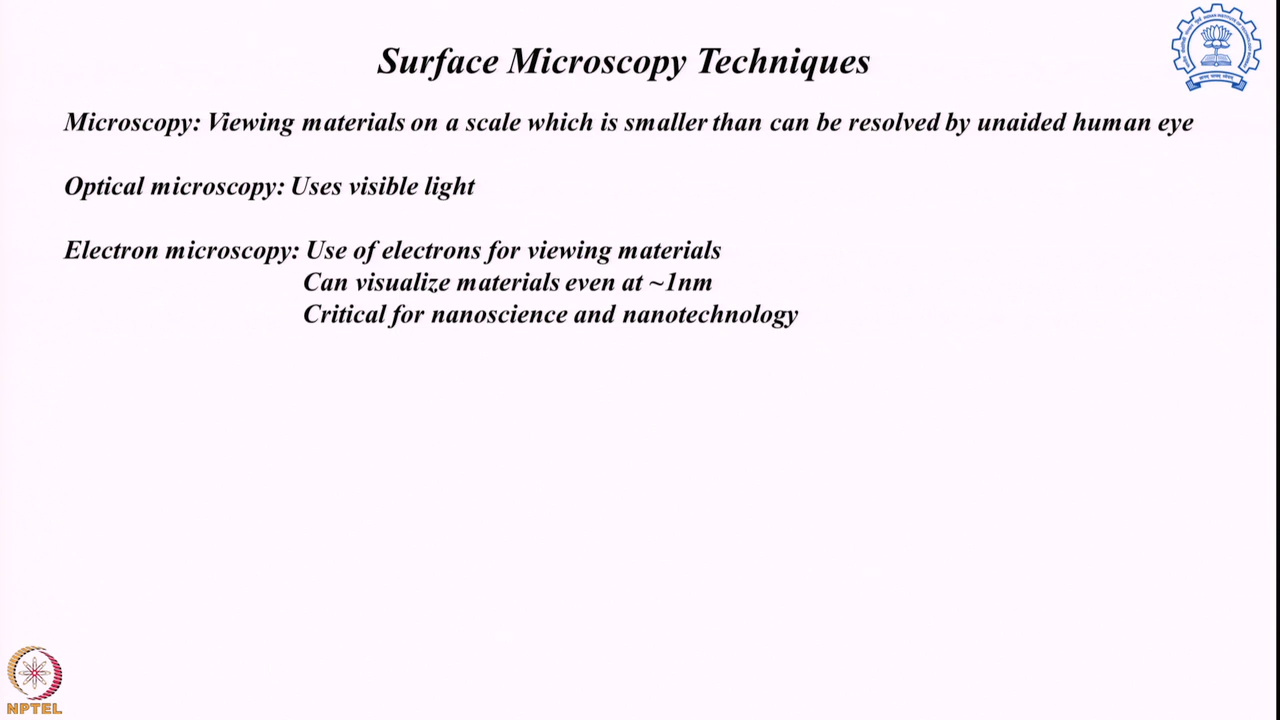 Surface Microscopy Techniques
Microscopy: Viewing materials on a scale which is smaller than can be resolved by unaided human eye
Optical microscopy: Uses visible light
Electron microscopy: Use of electrons for viewing materials
Can visualize materials even at ~1nm
Critical for nanoscience and nanotechnology
NPTEL